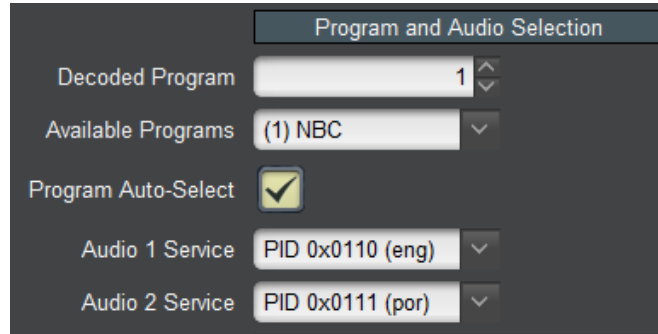 Program and Audio Selection
Decoded Program 1
Available Programs (1) NBC
Program Auto-Select
Audio 1 Service PID 0x0110 (eng)
Audio 2 Service PID 0x0111 (por)